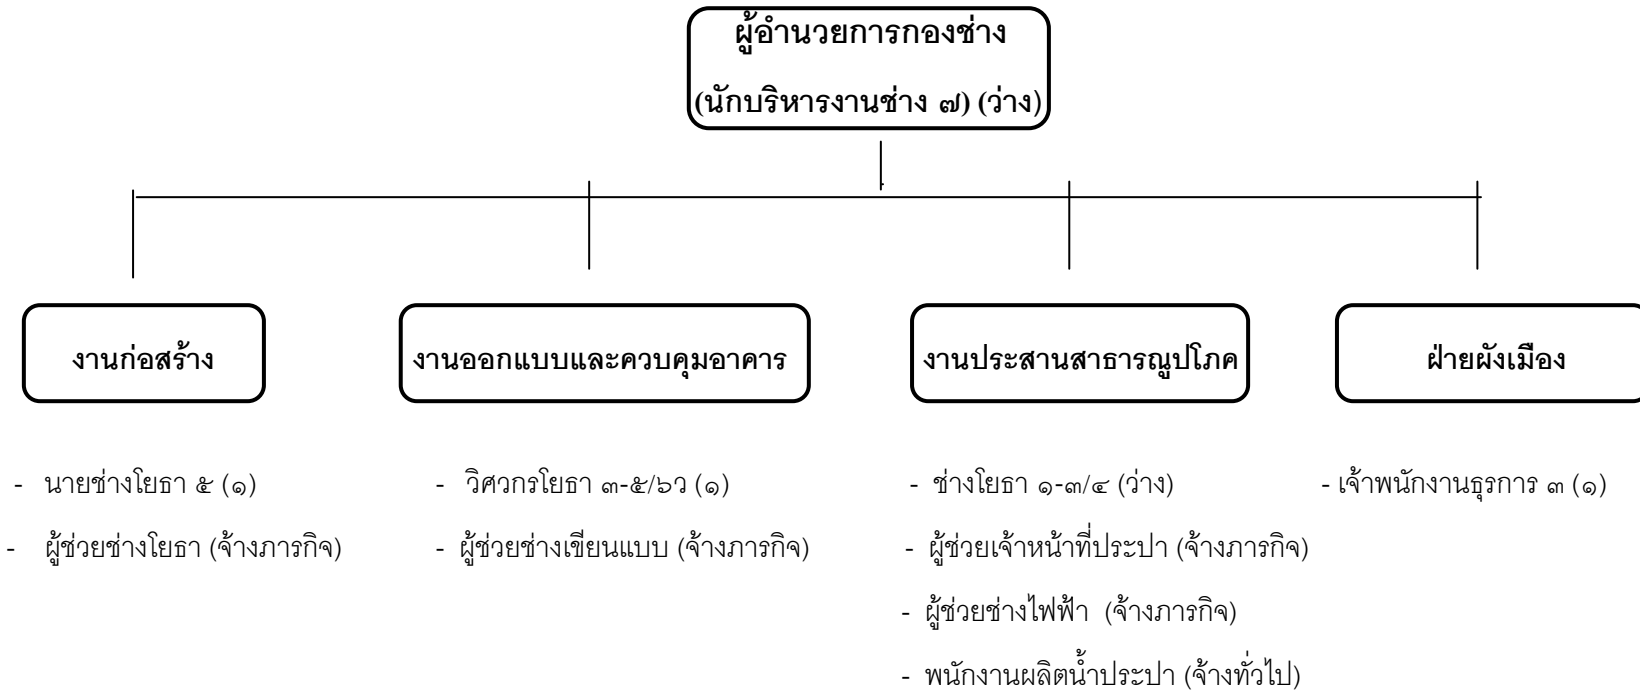 ผู้อำนวยการกองช่าง
(นักบริหารงานช่าง ๗) (ว่าง)
งานก่อสร้าง
งานออกแบบและควบคุมอาคาร
งานประสานสาธารณูปโภค
ฝ่ายผังเมือง
- นายช่างโยธา ๕ (๑)
- ผู้ช่วยช่างโยธา (จ้างภารกิจ)
- วิศวกรโยธา ๓-๕/๖ว (๑)
- ผู้ช่วยช่างเขียนแบบ (จ้างภารกิจ)
- ช่างโยธา ๑-๓/๔ (ว่าง)
- ผู้ช่วยเจ้าหน้าที่ประปา (จ้างภารกิจ)
- ผู้ช่วยช่างไฟฟ้า (จ้างภารกิจ)
- พนักงานผลิตน้ำประปา (จ้างทั่วไป)
- เจ้าพนักงานธุรการ ๓ (๑)